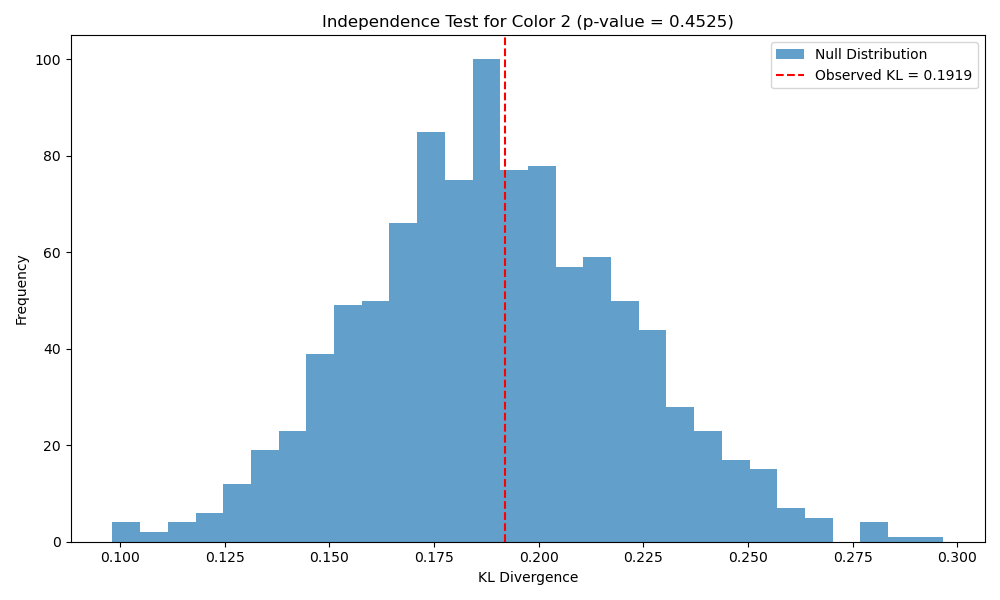 Independence Test for Color 2 (p-value = 0.4525)
Null Distribution
Observed KL = 0.1919
Frequency
100
80
60
40
20
0
0.100 0.125 0.150 0.175 0.200 0.225 0.250 0.275 0.300
KL Divergence